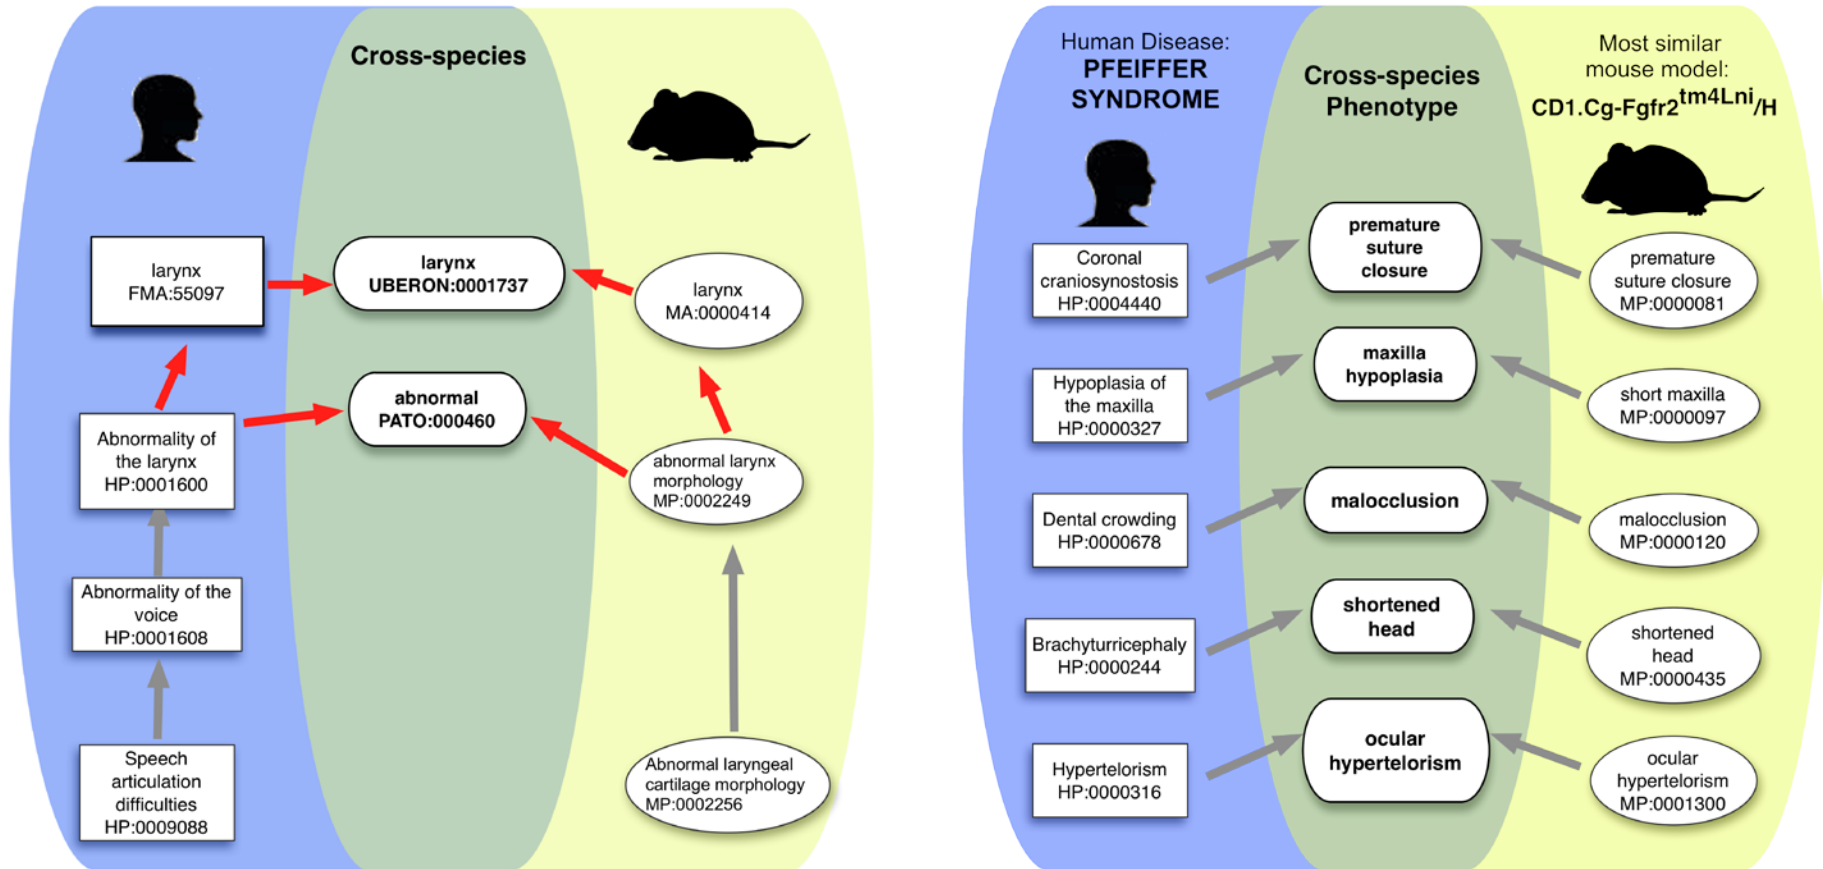 Cross-species
larynx
FMA:55097
larynx
UBERON:0001737
larynx
MA:0000414
abnormal
PATO:000460
Abnormality of
the larynx
HP:0001600
abnormal larynx
morphology
MP:0002249
Abnormality of the
voice
HP:0001608
Speech
articulation
difficulties
HP:0009088
Abnormal laryngeal
cartilage morphology
MP:0002256
Human Disease:
PFEIFFER
SYNDROME
Cross-species
Phenotype
Most similar
mouse model:
CD1.Cg-Fgfr2tm4Lni/H
Coronal
craniosynostosis
HP:0004440
premature
suture
closure
premature
suture closure
MP:0000081
Hypoplasia of
the maxilla
HP:0000327
maxilla
hypoplasia
short maxilla
MP:0000097
Dental crowding
HP:0000678
malocclusion
malocclusion
MP:0000120
Brachyturricephaly
HP:0000244
shortened
head
shortened
head
MP:0000435
Hypertelorism
HP:0000316
ocular
hypertelorism
ocular
hypertelorism
MP:0001300